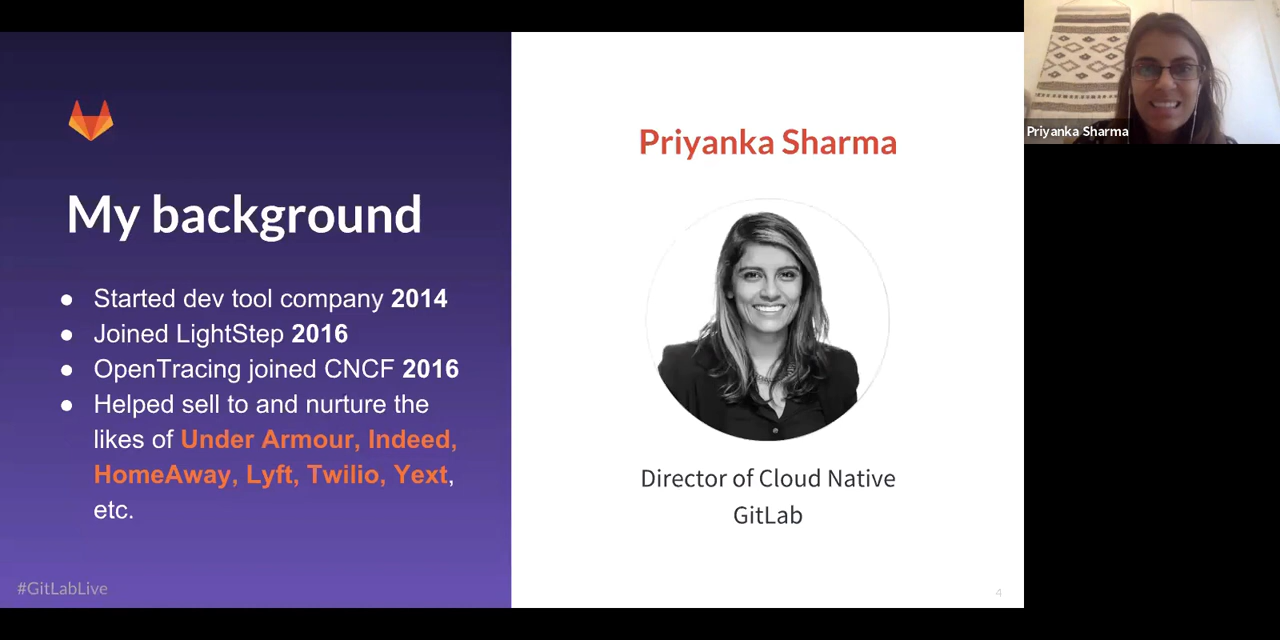 My background
● Started dev tool company 2014
● Joined LightStep 2016
● OpenTracing joined CNCF 2016
● Helped sell to and nurture the
likes of Under Armour, Indeed,
HomeAway, Lyft, Twilio, Yext,
etc.
#GitLabLive
Priyanka Sharma
Director of Cloud Native
GitLab
4
Priyanka Sharma